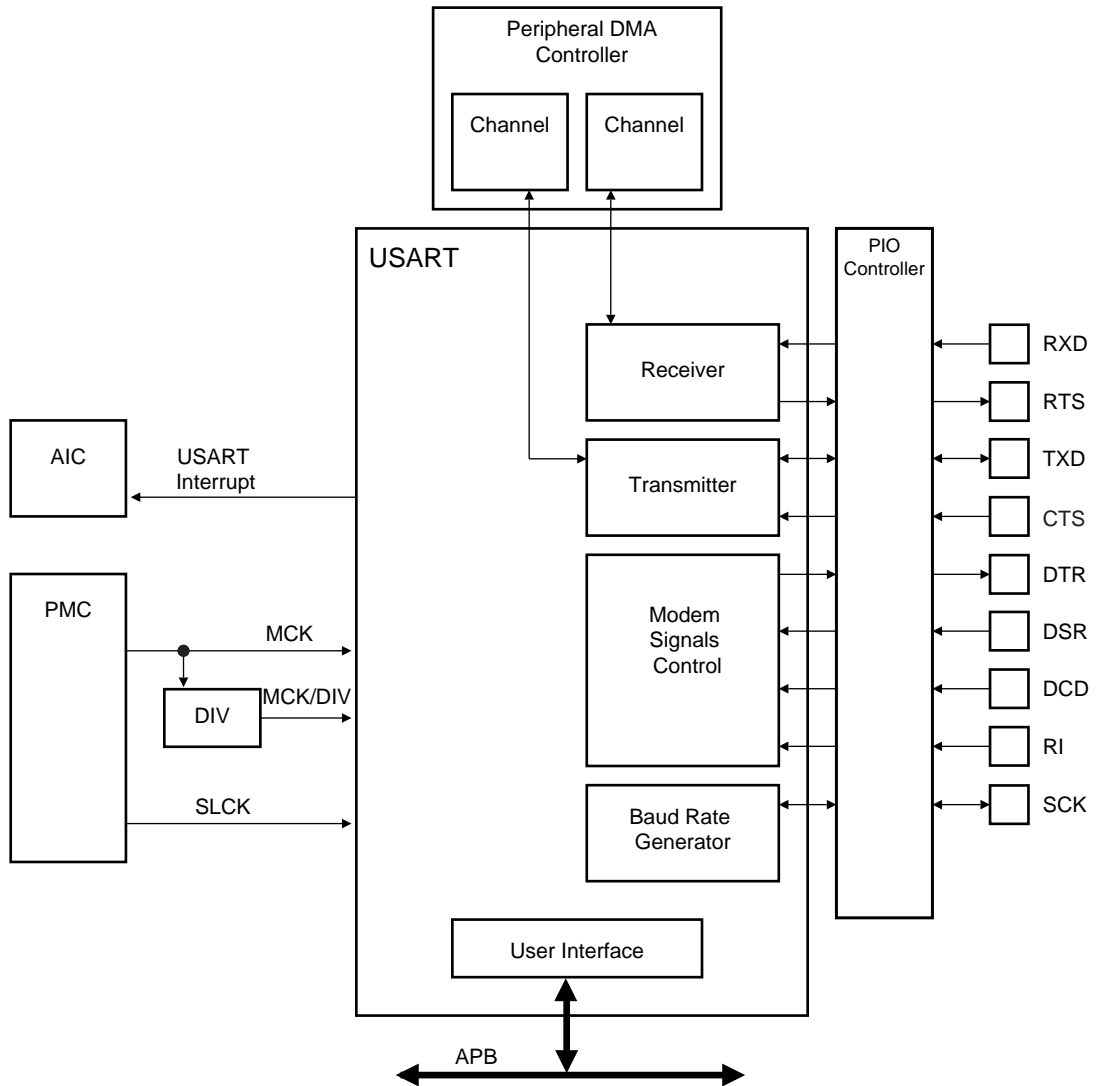 Peripheral DMA
Controller
Channel
Channel
USART
PIO
Controller
Receiver
RXD
RTS
AIC
USART
Interrupt
Transmitter
TXD
CTS
PMC
MCK
DIV
MCK/DIV
SLCK
Modem
Signals
Control
DTR
DSR
DCD
RI
Baud Rate
Generator
SCK
User Interface
APB